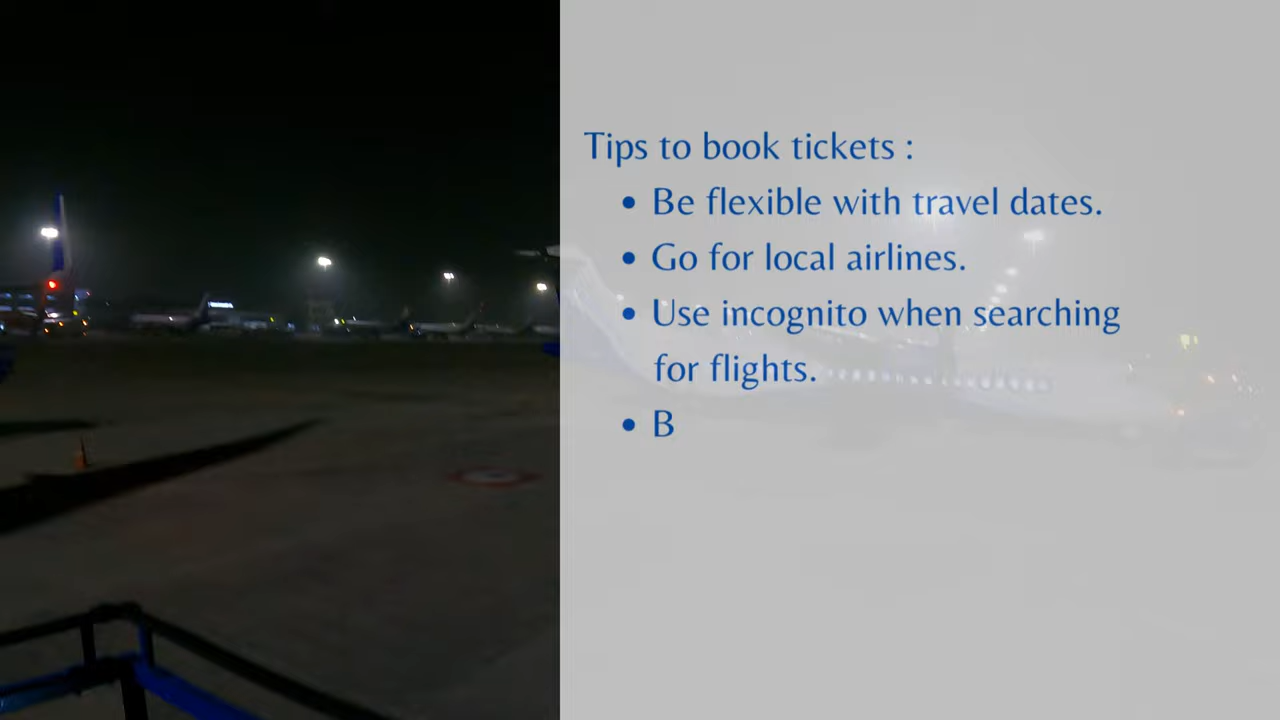 Tips to book tickets :
• Be flexible with travel dates.
• Go for local airlines.
• Use incognito when searching
for flights.
• B